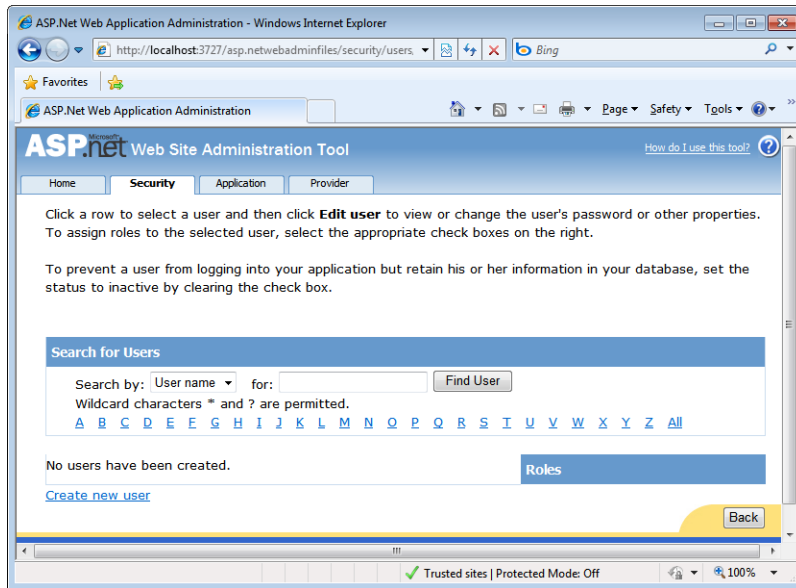 ASP.Net Web Application Administration - Windows Internet Explorer
http://localhost:3727/asp.netwebadminfiles/security/users,
Bing
Favorites
ASP.Net Web Application Administration
Page Safety Tools
Microsoft ASP.net Web Site Administration Tool
How do I use this tool?
Home Security Application Provider
Click a row to select a user and then click Edit user to view or change the user's password or other properties.
To assign roles to the selected user, select the appropriate check boxes on the right.
To prevent a user from logging into your application but retain his or her information in your database, set the
status to inactive by clearing the check box.
Search for Users
Search by: User name for: Find User
Wildcard characters * and ? are permitted.
A B C D E F G H I J K L M N O P Q R S T U V W X Y Z All
No users have been created.
Roles
Create new user
Back
Trusted sites | Protected Mode: Off
100%